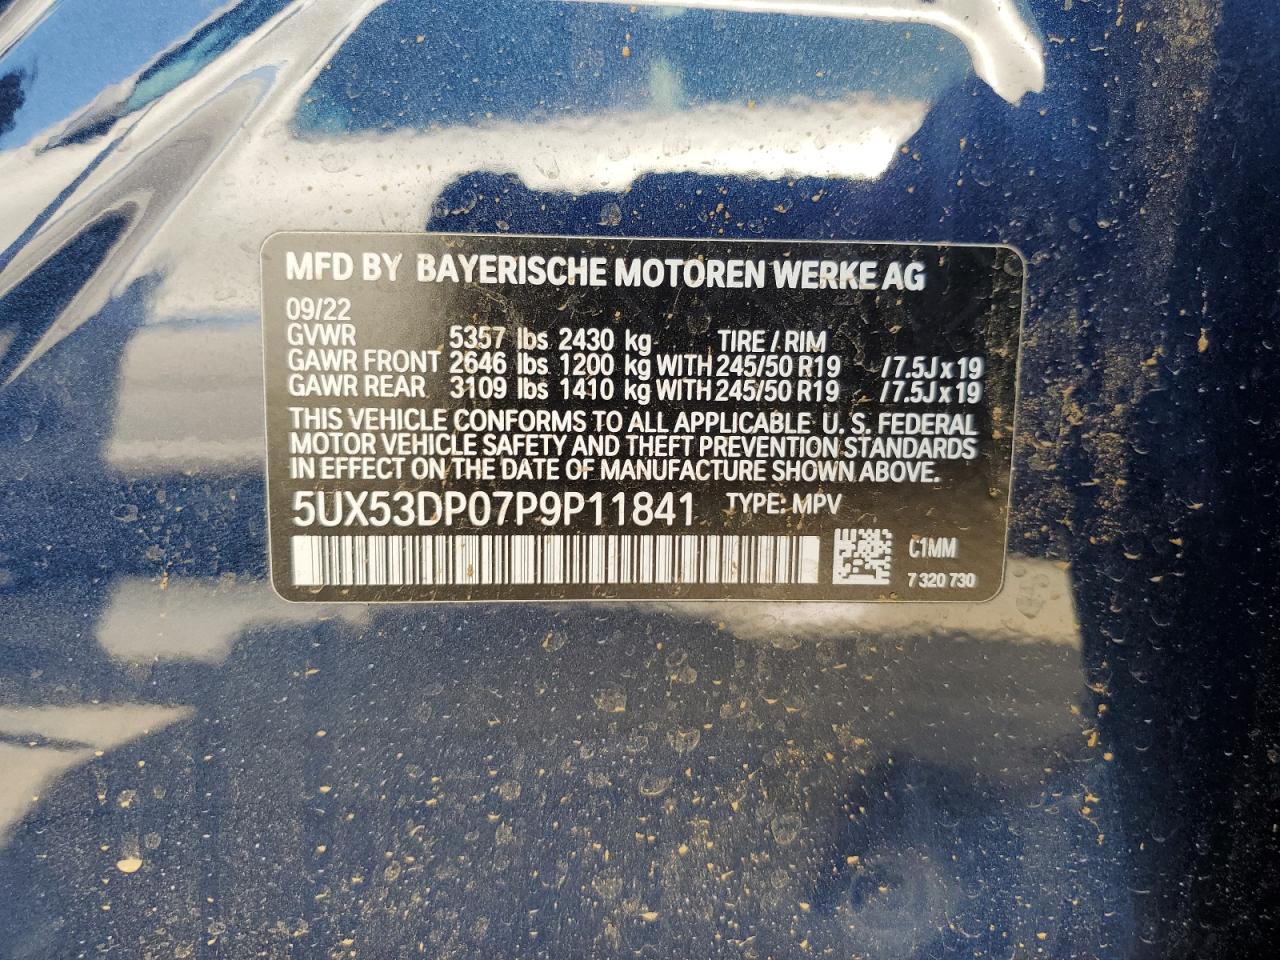 MFD BY BAYERISCHE MOTOREN WERKE AG
09/22
GVWR 5357 lbs 2430 kg TIRE / RIM
GAWR FRONT 2646 lbs 1200 kg WITH 245/50 R19 /7.5J x 19
GAWR REAR 3109 lbs 1410 kg WITH 245/50 R19 /7.5J x 19
THIS VEHICLE CONFORMS TO ALL APPLICABLE U. S. FEDERAL
MOTOR VEHICLE SAFETY AND THEFT PREVENTION STANDARDS
IN EFFECT ON THE DATE OF MANUFACTURE SHOWN ABOVE.
5UX53DP07P9P11841 TYPE: MPV
C1MM
7 320 730